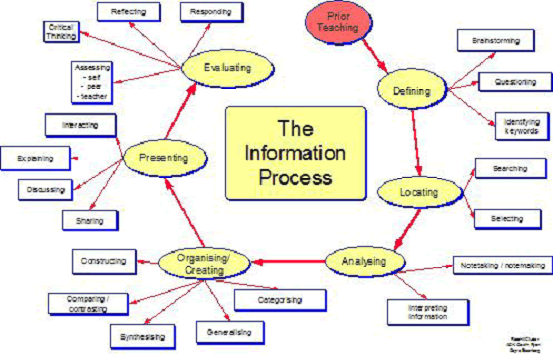 Prior
Teaching
Defining
Brainstorming
Questioning
Identifying
keywords
Locating
Searching
Selecting
Analysing
Notetaking / notemaking
Interpreting
Information
Organising/
Creating
Constructing
Comparing /
contrasting
Synthesising
Generalising
Categorising
Presenting
Interacting
Explaining
Discussing
Sharing
Evaluating
Reflecting
Responding
Critical
Thinking
Assessing
- self
- peer
- teacher
The
Information
Process